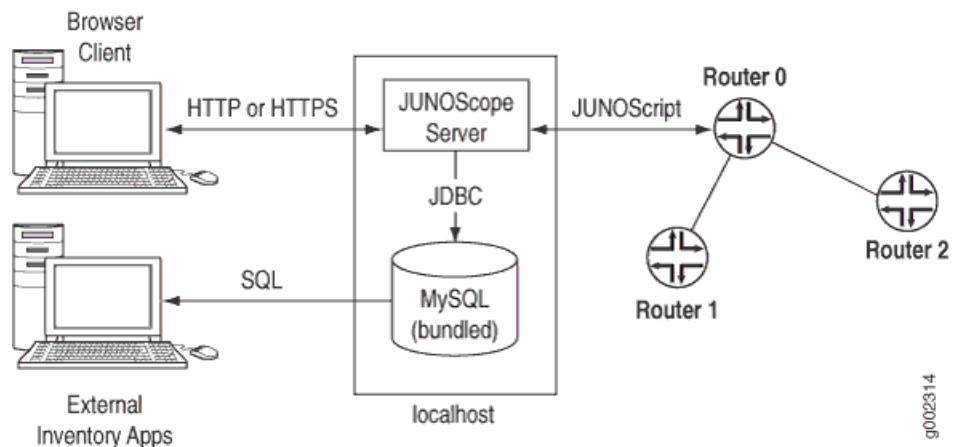 Browser
Client
HTTP or HTTPS
JUNOScope
Server
JUNOScript
Router 0
JDBC
Router 2
SQL
MySQL
(bundled)
Router 1
localhost
External
Inventory Apps
g002314